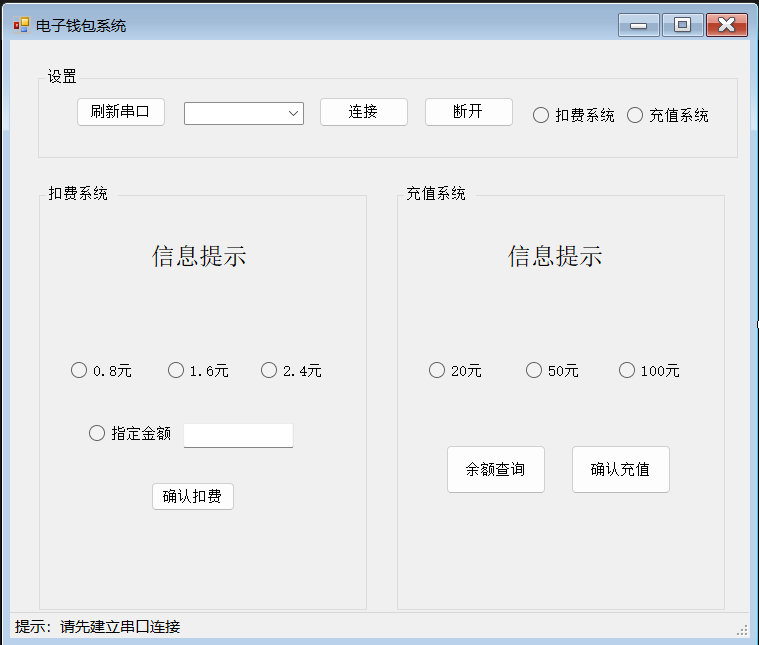 电子钱包系统
设置
刷新串口 连接 断开 扣费系统 充值系统
扣费系统
信息提示
0.8元 1.6元 2.4元
指定金额
确认扣费
充值系统
信息提示
20元 50元 100元
余额查询 确认充值
提示：请先建立串口连接